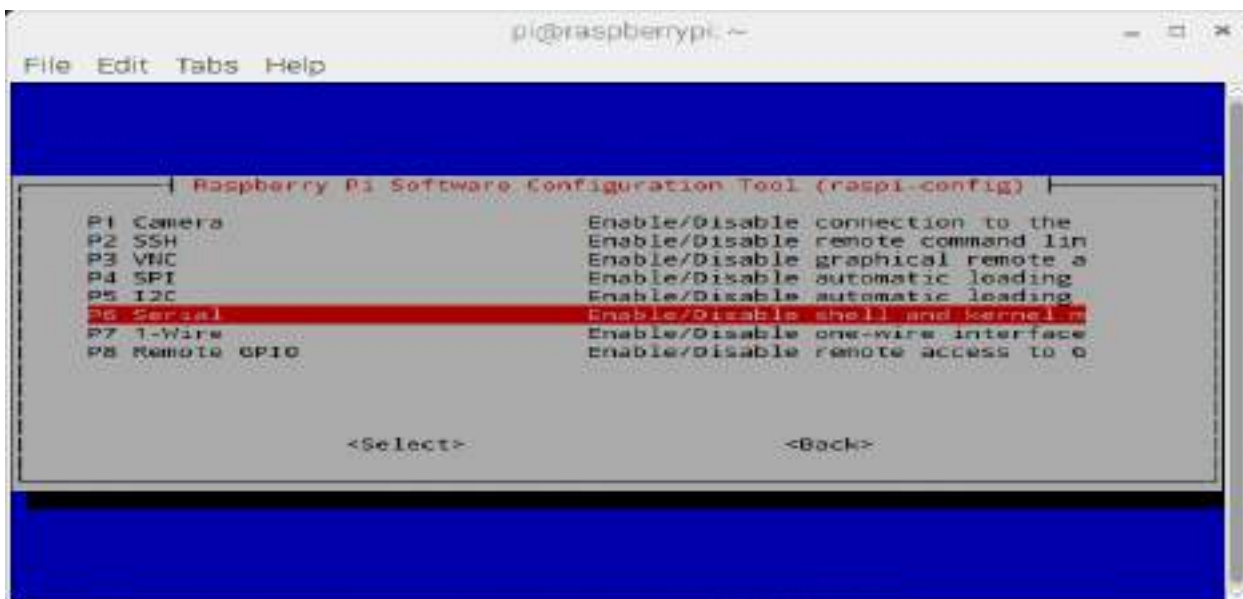 pi@raspberrypi: ~
File Edit Tabs Help
Raspberry Pi Software Configuration Tool (raspi-config)
P1 Camera Enable/Disable connection to the
P2 SSH Enable/Disable remote command lin
P3 VNC Enable/Disable graphical remote a
P4 SPI Enable/Disable automatic loading
P5 I2C Enable/Disable automatic loading
P6 Serial Enable/Disable shell and kernel m
P7 1-Wire Enable/Disable one-wire interface
P8 Remote GPIO Enable/Disable remote access to G
<Select> <Back>